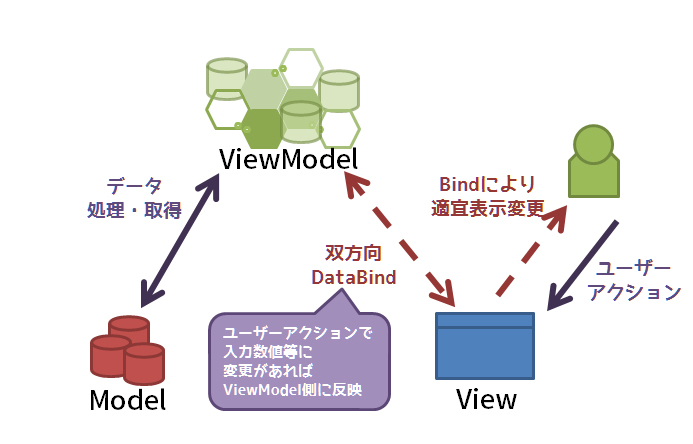 ViewModel
データ
処理・取得
Bindにより
適宜表示変更
双方向
DataBind
ユーザー
アクション
ユーザーアクションで
入力数値等に
変更があれば
ViewModel側に反映
Model
View